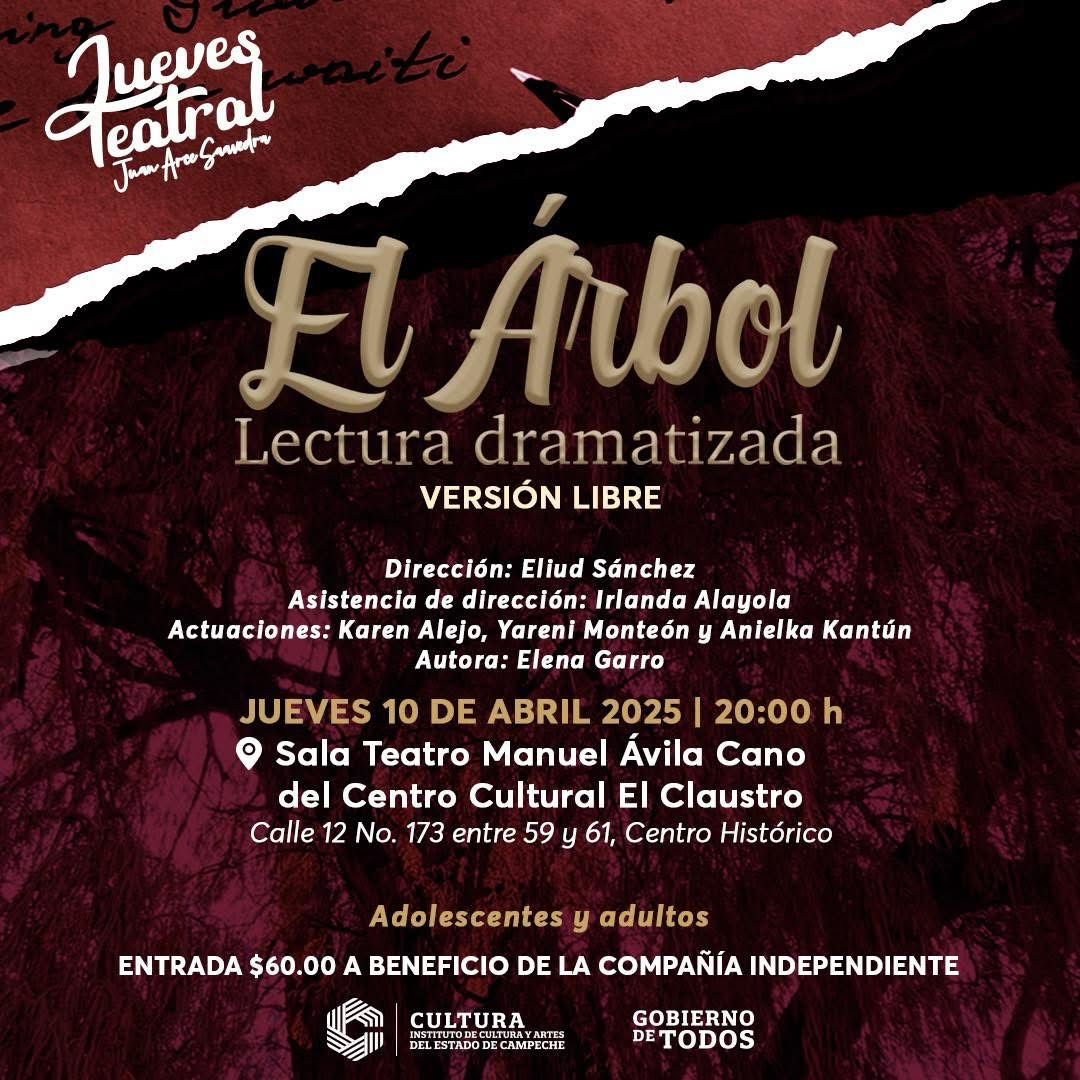 Jueves
Teatral
Juan Arce Saavedra
El Árbol
Lectura dramatizada
VERSIÓN LIBRE
Dirección: Eliud Sánchez
Asistencia de dirección: Irlanda Alayola
Actuaciones: Karen Alejo, Yareni Monteón y Anielka Kantún
Autora: Elena Garro
JUEVES 10 DE ABRIL 2025 | 20:00 h
Sala Teatro Manuel Ávila Cano
del Centro Cultural El Claustro
Calle 12 No. 173 entre 59 y 61, Centro Histórico
Adolescentes y adultos
ENTRADA $60.00 A BENEFICIO DE LA COMPAÑÍA INDEPENDIENTE
CULTURA
INSTITUTO DE CULTURA Y ARTES
DEL ESTADO DE CAMPECHE
GOBIERNO
DE TODOS